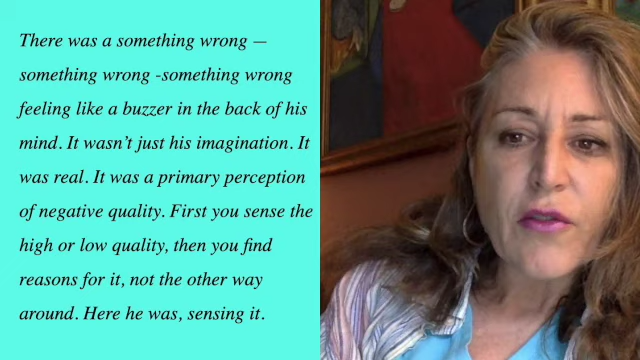 There was a something wrong —
something wrong -something wrong
feeling like a buzzer in the back of his
mind. It wasn’t just his imagination. It
was real. It was a primary perception
of negative quality. First you sense the
high or low quality, then you find
reasons for it, not the other way
around. Here he was, sensing it.